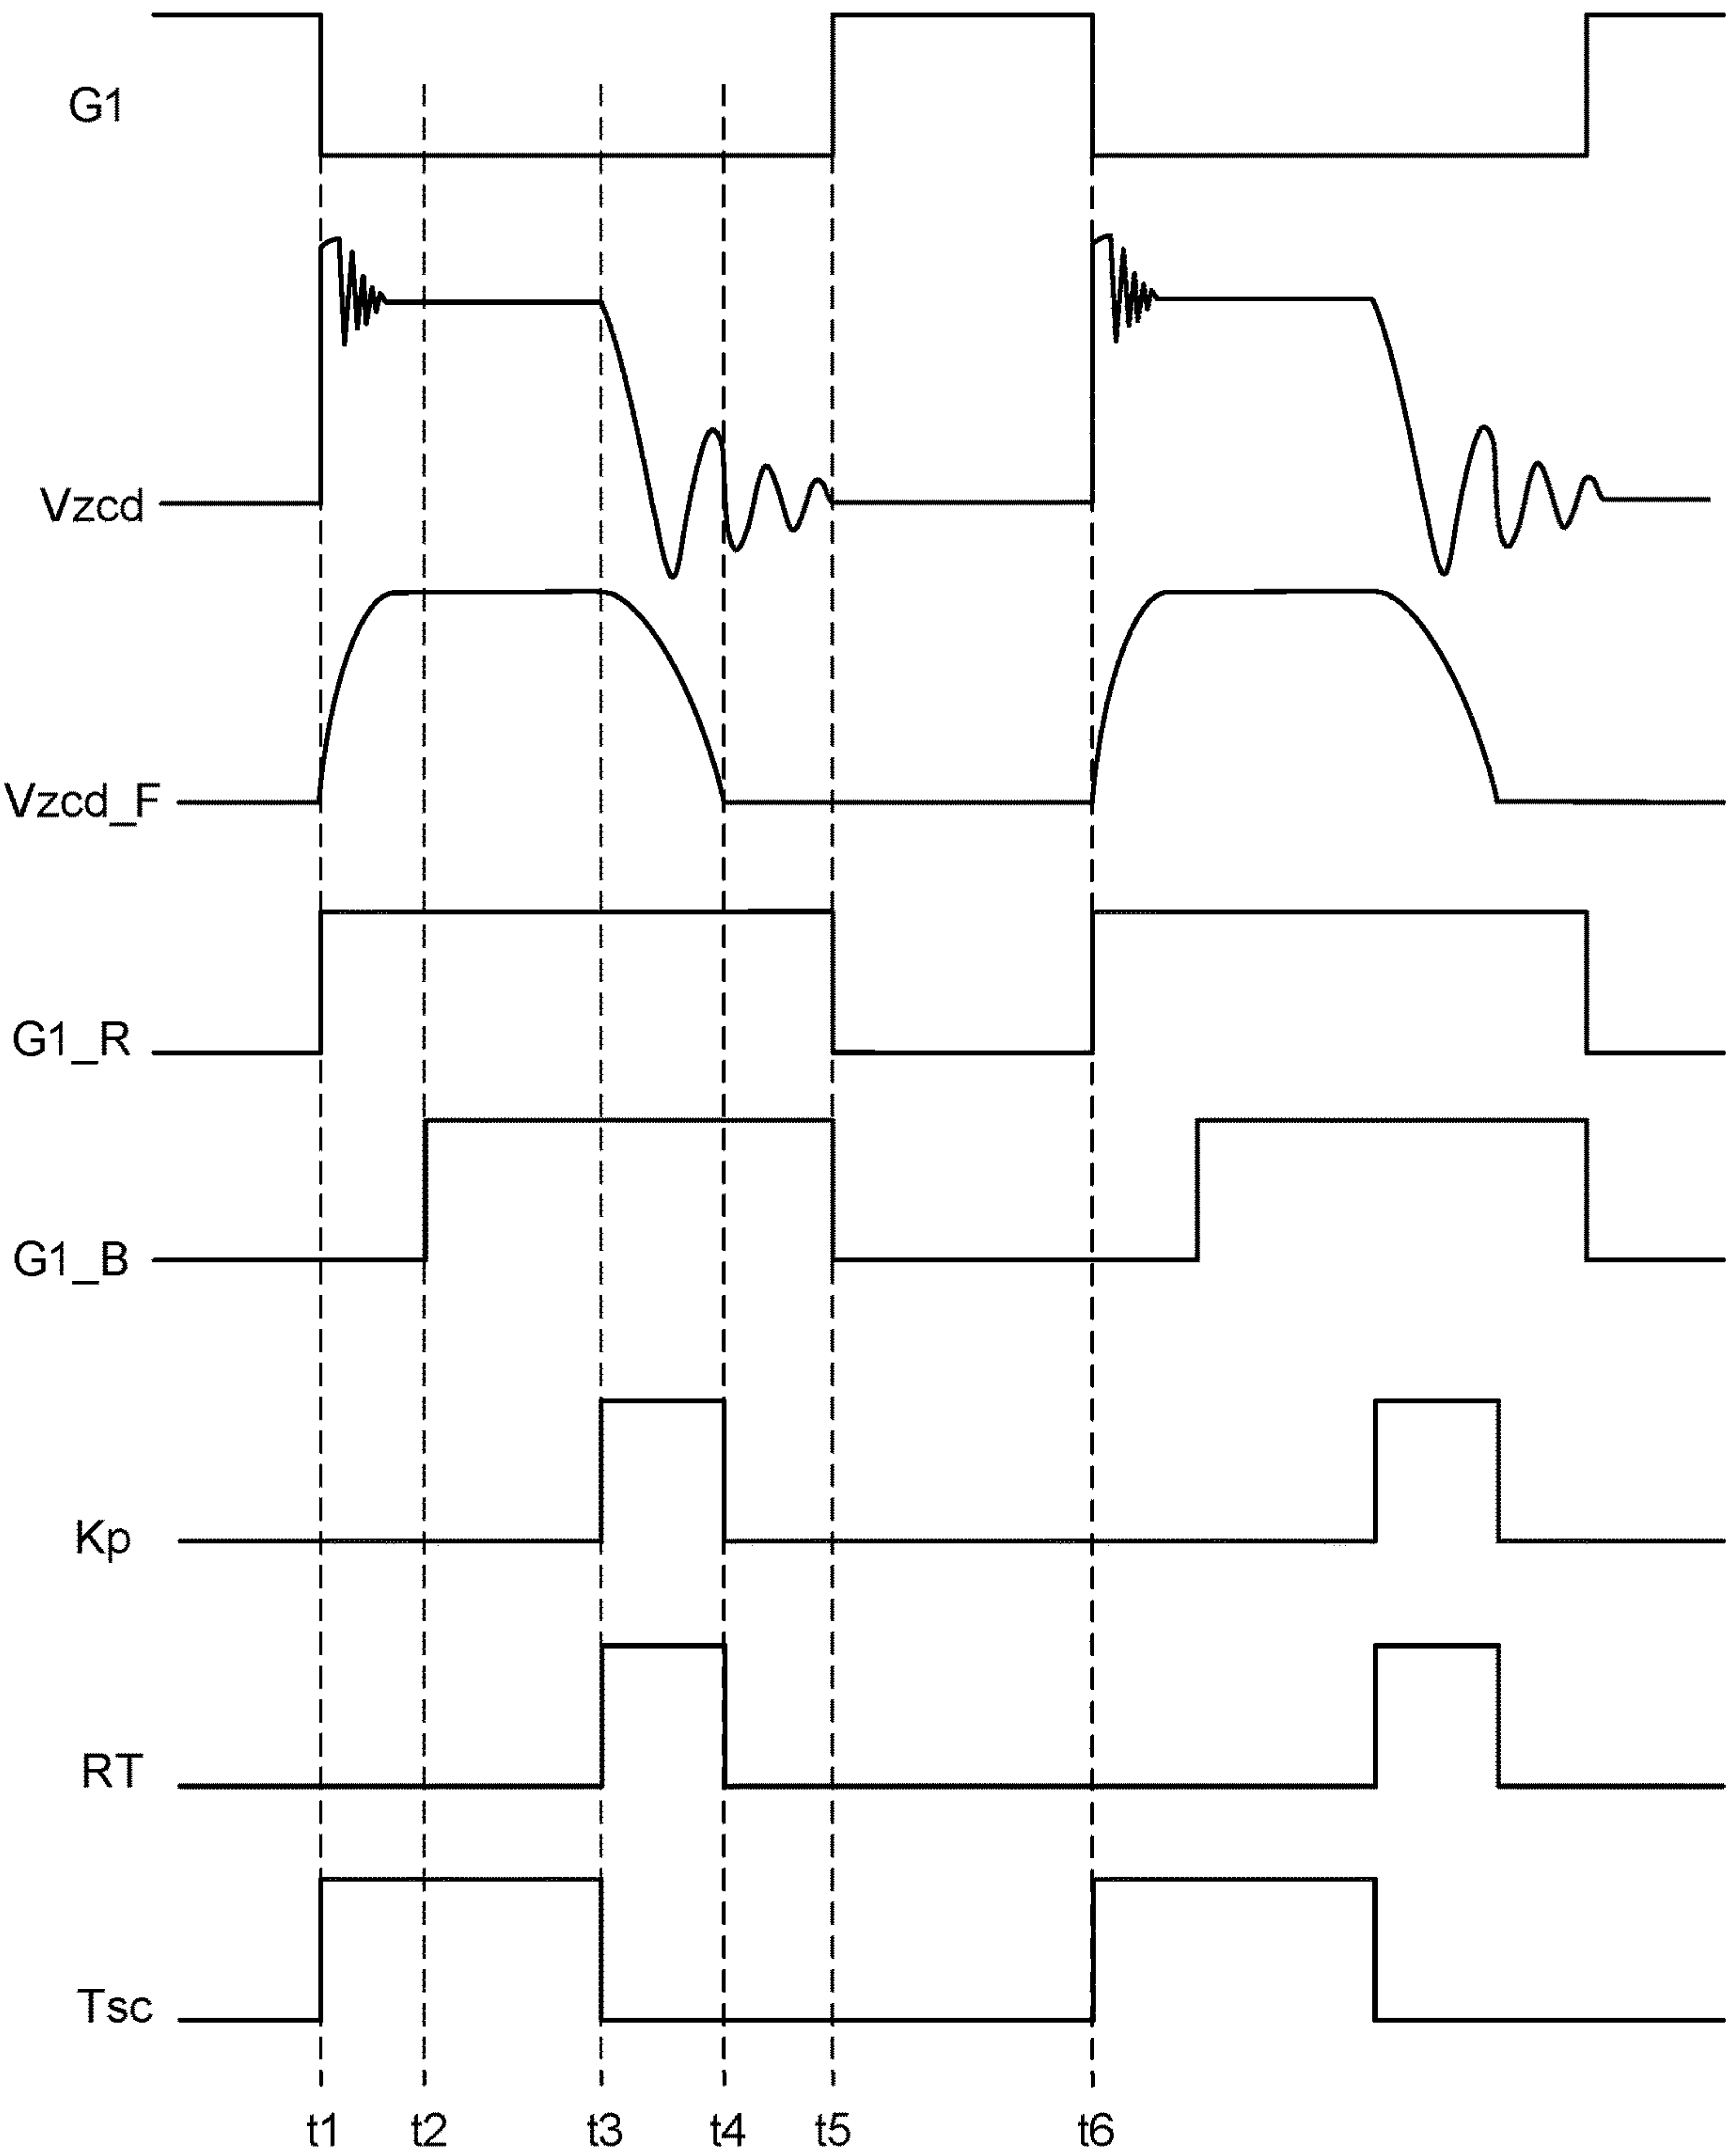 G1
Vzcd
Vzcd_F
G1_R
G1_B
Kp
RT
Tsc
t1 t2 t3 t4 t5 t6